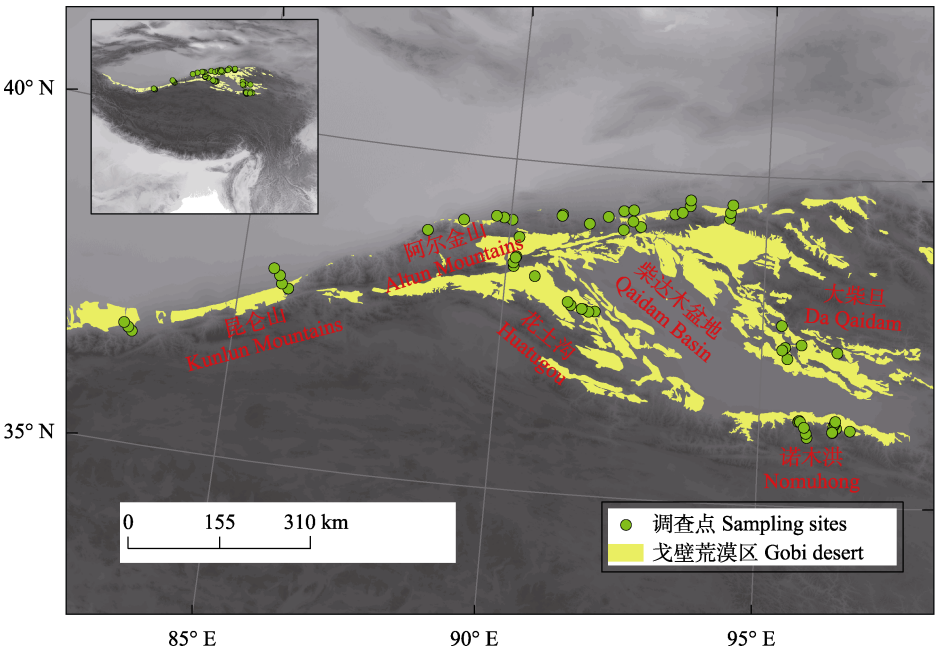 40° N
35° N
阿尔金山
Altun Mountains
昆仑山
Kunlun Mountains
花土沟
Huatugou
柴达木盆地
Qaidam Basin
大柴旦
Da Qaidam
诺木洪
Nomuhong
0 155 310 km
调查点 Sampling sites
戈壁荒漠区 Gobi desert
85° E 90° E 95° E